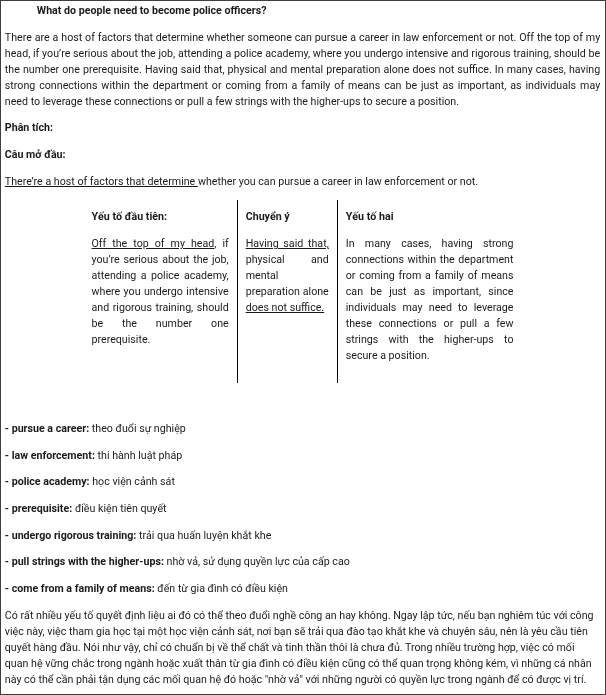 What do people need to become police officers?
There are a host of factors that determine whether someone can pursue a career in law enforcement or not. Off the top of my
head, if you’re serious about the job, attending a police academy, where you undergo intensive and rigorous training, should be
the number one prerequisite. Having said that, physical and mental preparation alone does not suffice. In many cases, having
strong connections within the department or coming from a family of means can be just as important, as individuals may
need to leverage these connections or pull a few strings with the higher-ups to secure a position.
Phân tích:
Câu mở đầu:
There’re a host of factors that determine whether you can pursue a career in law enforcement or not.
Yếu tố đầu tiên:
Off the top of my head, if
you’re serious about the job,
attending a police academy,
where you undergo intensive
and rigorous training, should
be the number one
prerequisite.
Chuyển ý
Having said that,
physical and
mental
preparation alone
does not suffice.
Yếu tố hai
In many cases, having strong
connections within the department
or coming from a family of means
can be just as important, since
individuals may need to leverage
these connections or pull a few
strings with the higher-ups to
secure a position.
- pursue a career: theo đuổi sự nghiệp
- law enforcement: thi hành luật pháp
- police academy: học viện cảnh sát
- prerequisite: điều kiện tiên quyết
- undergo rigorous training: trải qua huấn luyện khắt khe
- pull strings with the higher-ups: nhờ vả, sử dụng quyền lực của cấp cao
- come from a family of means: đến từ gia đình có điều kiện
Có rất nhiều yếu tố quyết định liệu ai đó có thể theo đuổi nghề công an hay không. Ngay lập tức, nếu bạn nghiêm túc với công
việc này, việc tham gia học tại một học viện cảnh sát, nơi bạn sẽ trải qua đào tạo khắt khe và chuyên sâu, nên là yêu cầu tiên
quyết hàng đầu. Nói như vậy, chỉ có chuẩn bị về thể chất và tinh thần thôi là chưa đủ. Trong nhiều trường hợp, việc có mối
quan hệ vững chắc trong ngành hoặc xuất thân từ gia đình có điều kiện cũng có thể quan trọng không kém, vì những cá nhân
này có thể cần phải tận dụng các mối quan hệ đó hoặc "nhờ vả" với những người có quyền lực trong ngành để có được vị trí.